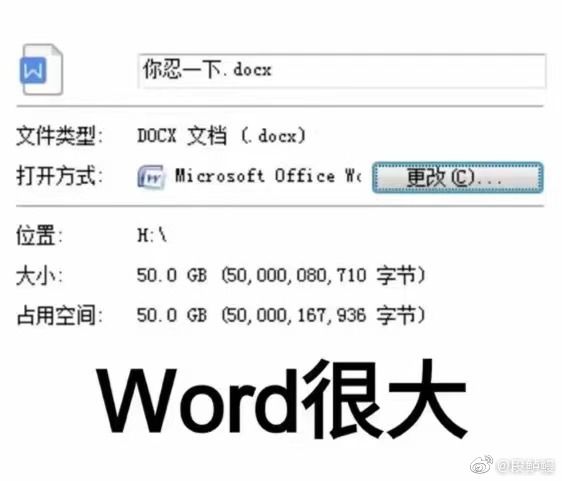 你忍一下.docx
文件类型: DOCX 文档 (.docx)
打开方式: Microsoft Office Wo 更改(C)...
位置: H:\
大小: 50.0 GB (50,000,080,710 字节)
占用空间: 50.0 GB (50,000,167,936 字节)
Word很大